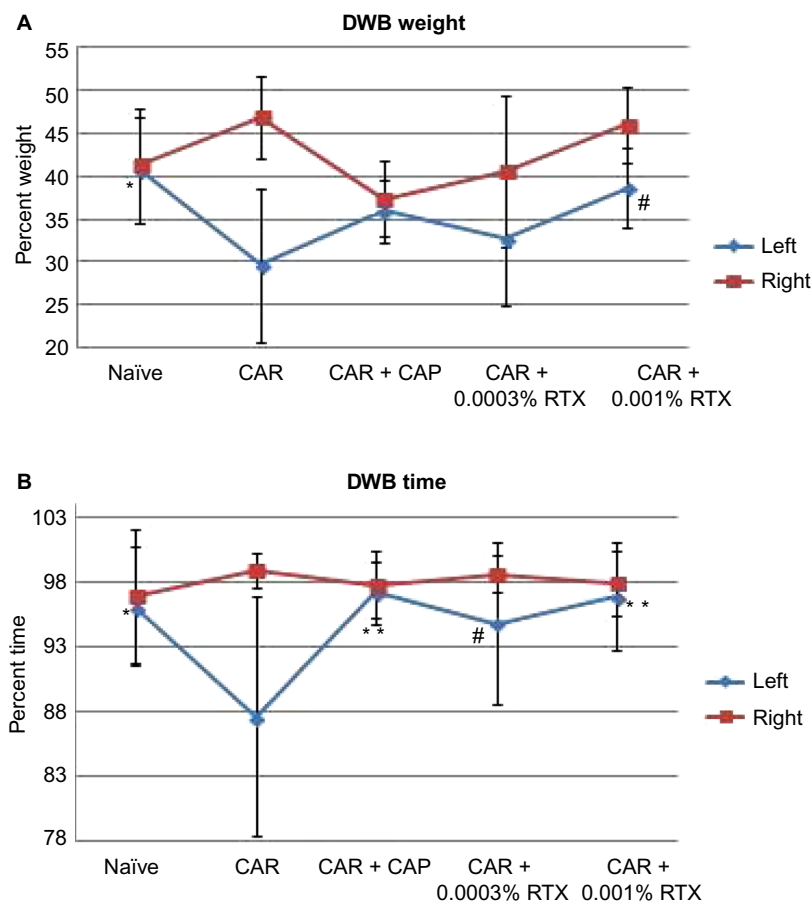 A
DWB weight
55
50
45
40
35
30
25
20
Percent weight
*
#
Left
Right
Naïve
CAR
CAR + CAP
CAR +
0.0003% RTX
CAR +
0.001% RTX
B
DWB time
103
98
93
88
83
78
Percent time
*
* *
#
* *
Left
Right
Naïve
CAR
CAR + CAP
CAR +
0.0003% RTX
CAR +
0.001% RTX